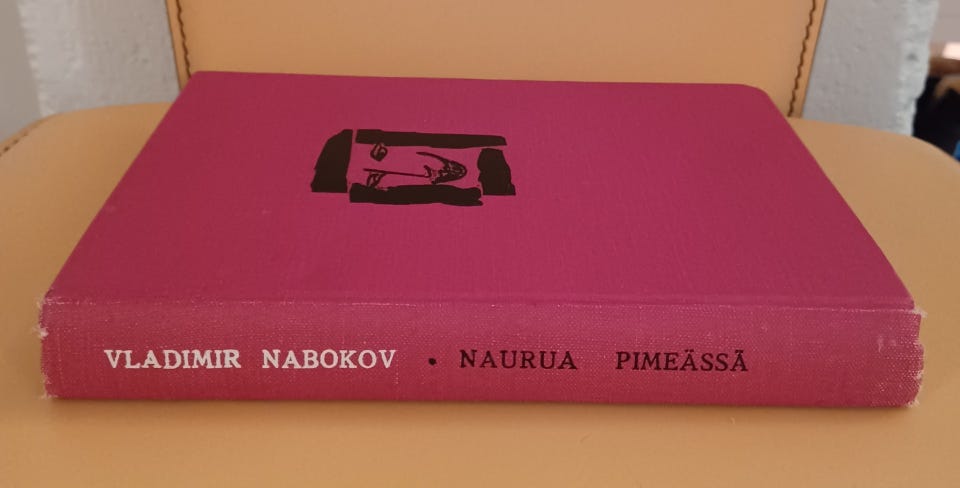 VLADIMIR NABOKOV • NAURUA PIMEÄSSÄ